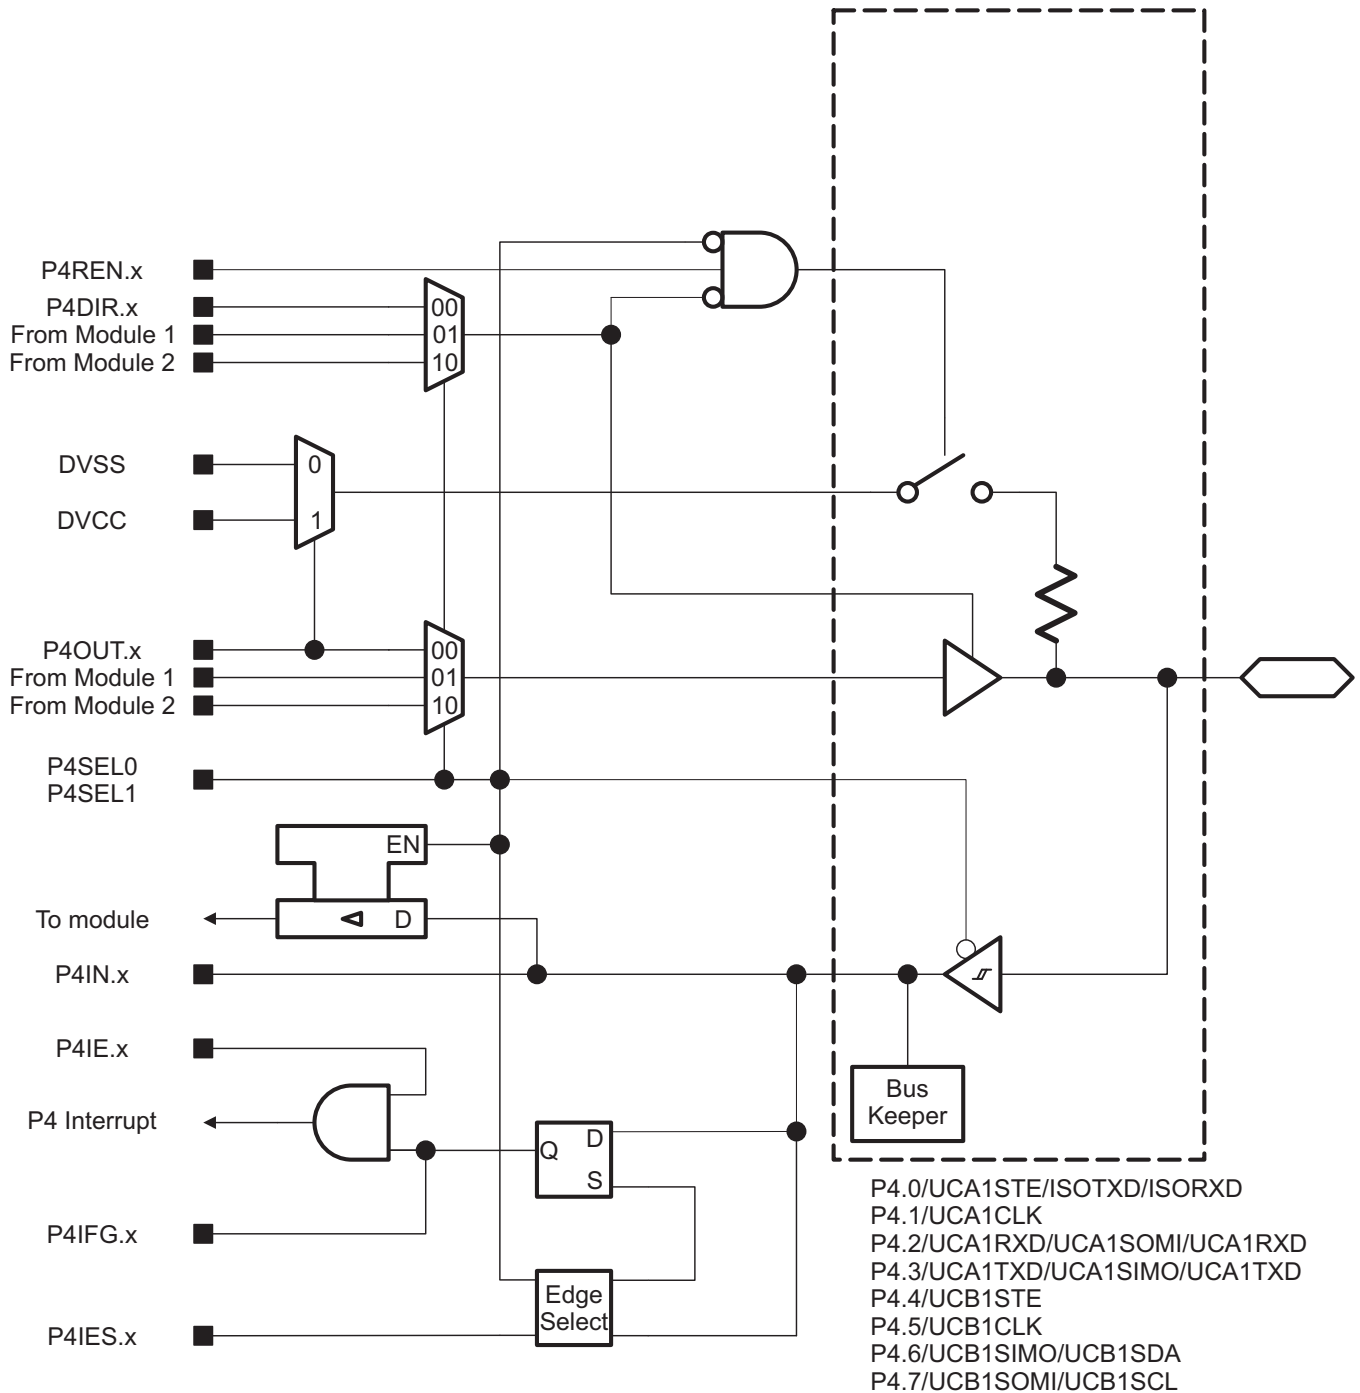 P4REN.x
P4DIR.x
From Module 1
From Module 2
00
01
10
DVSS
DVCC
0
1
P4OUT.x
From Module 1
From Module 2
00
01
10
P4SEL0
P4SEL1
EN
D
To module
P4IN.x
P4IE.x
P4 Interrupt
Q
D
S
P4IFG.x
Edge
Select
P4IES.x
Bus
Keeper
P4.0/UCA1STE/ISOTXD/ISORXD
P4.1/UCA1CLK
P4.2/UCA1RXD/UCA1SOMI/UCA1RXD
P4.3/UCA1TXD/UCA1SIMO/UCA1TXD
P4.4/UCB1STE
P4.5/UCB1CLK
P4.6/UCB1SIMO/UCB1SDA
P4.7/UCB1SOMI/UCB1SCL